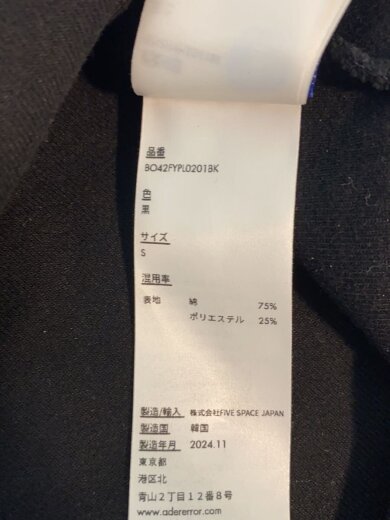 品番
BO42FYPL0201BK
色
黒
サイズ
S
混用率
表地 綿 75%
ポリエステル 25%
製造/輸入 株式会社FIVE SPACE JAPAN
製造国 韓国
製造年月 2024.11
東京都
港区北
青山2丁目12番8号
www.adererror.com